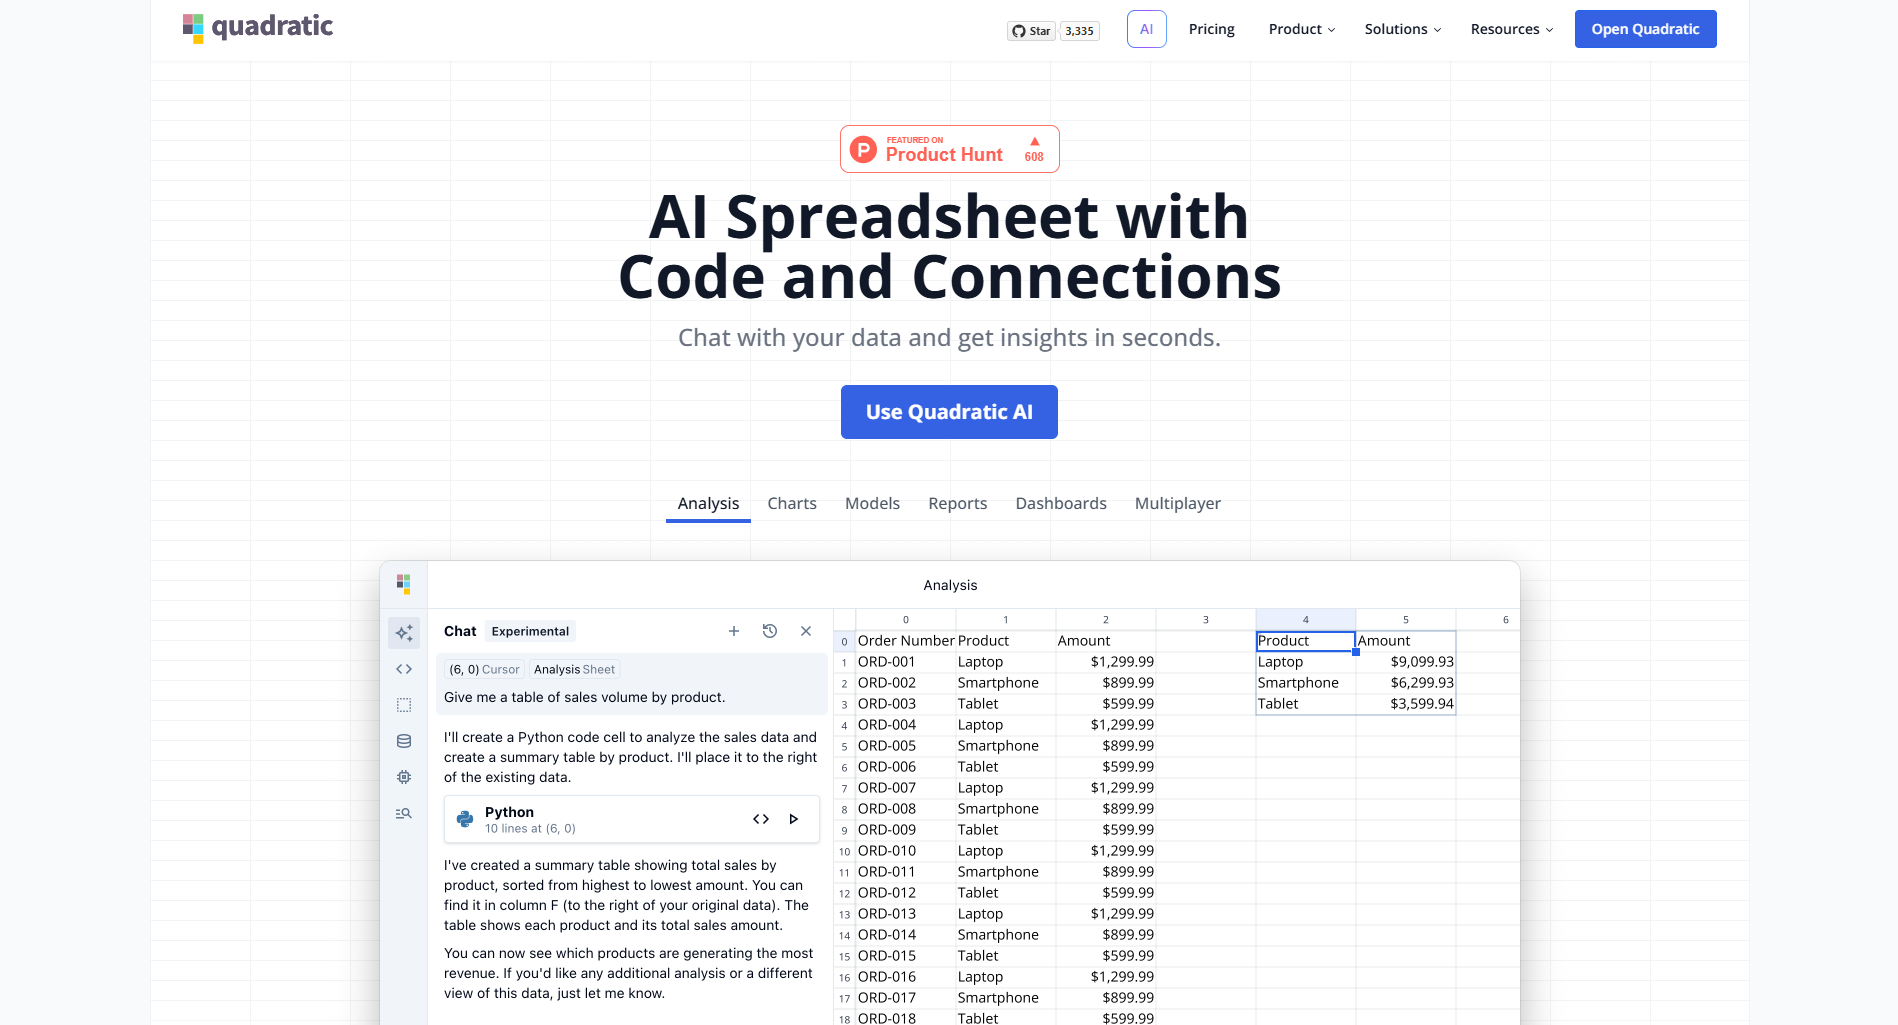 quadratic
Star 3,335
AI
Pricing
Product
Solutions
Resources
Open Quadratic
FEATURED ON
Product Hunt
608
AI Spreadsheet with
Code and Connections
Chat with your data and get insights in seconds.
Use Quadratic AI
Analysis Charts Models Reports Dashboards Multiplayer
Analysis
Chat Experimental
(6, 0) Cursor Analysis Sheet
Give me a table of sales volume by product.
I'll create a Python code cell to analyze the sales data and
create a summary table by product. I'll place it to the right
of the existing data.
Python
10 lines at (6, 0)
I've created a summary table showing total sales by
product, sorted from highest to lowest amount. You can
find it in column F (to the right of your original data). The
table shows each product and its total sales amount.
You can now see which products are generating the most
revenue. If you'd like any additional analysis or a different
view of this data, just let me know.
0 1 2 3 4 5 6
0 Order Number Product Amount Product Amount
1 ORD-001 Laptop $1,299.99 Laptop $9,099.93
2 ORD-002 Smartphone $899.99 Smartphone $6,299.93
3 ORD-003 Tablet $599.99 Tablet $3,599.94
4 ORD-004 Laptop $1,299.99
5 ORD-005 Smartphone $899.99
6 ORD-006 Tablet $599.99
7 ORD-007 Laptop $1,299.99
8 ORD-008 Smartphone $899.99
9 ORD-009 Tablet $599.99
10 ORD-010 Laptop $1,299.99
11 ORD-011 Smartphone $899.99
12 ORD-012 Tablet $599.99
13 ORD-013 Laptop $1,299.99
14 ORD-014 Smartphone $899.99
15 ORD-015 Tablet $599.99
16 ORD-016 Laptop $1,299.99
17 ORD-017 Smartphone $899.99
18 ORD-018 Tablet $599.99